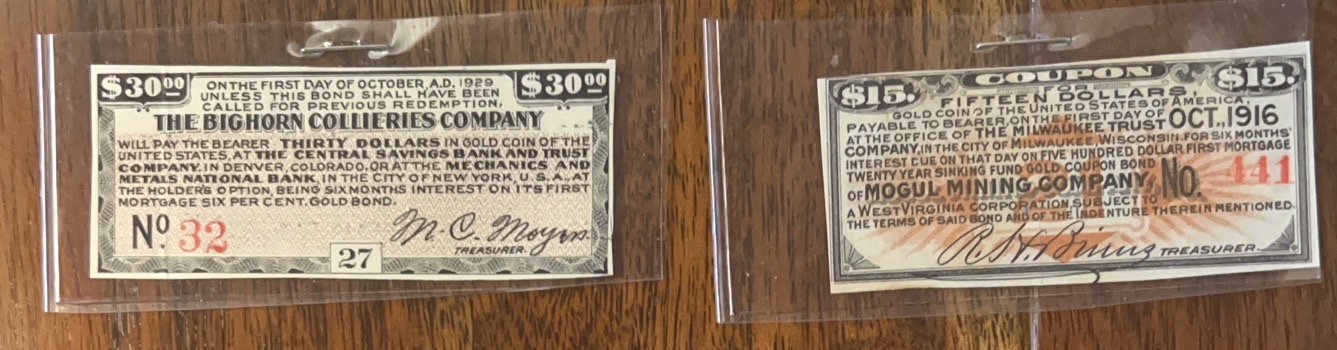 $30 00 ON THE FIRST DAY OF OCTOBER A.D. 1929 $30 00
UNLESS THIS BOND SHALL HAVE BEEN
CALLED FOR PREVIOUS REDEMPTION,
THE BIGHORN COLLIERIES COMPANY
WILL PAY THE BEARER THIRTY DOLLARS IN GOLD COIN OF THE
UNITED STATES, AT THE CENTRAL SAVINGS BANK AND TRUST
COMPANY, IN DENVER, COLORADO, OR AT THE MECHANICS AND
METALS NATIONAL BANK, IN THE CITY OF NEW YORK, U.S.A., AT
THE HOLDER'S OPTION, BEING SIX MONTHS INTEREST ON ITS FIRST
MORTGAGE SIX PER CENT. GOLD BOND.
No. 32
M. C. Moyers
TREASURER.
27
COUPON
$15. FOR $15.
FIFTEEN DOLLARS,
GOLD COIN OF THE UNITED STATES OF AMERICA,
PAYABLE TO BEARER, ON THE FIRST DAY OF OCT., 1916
AT THE OFFICE OF THE MILWAUKEE TRUST
COMPANY, IN THE CITY OF MILWAUKEE, WISCONSIN, FOR SIX MONTHS'
INTEREST DUE ON THAT DAY ON FIVE HUNDRED DOLLAR FIRST MORTGAGE
TWENTY YEAR SINKING FUND GOLD COUPON BOND
OF MOGUL MINING COMPANY, NO. 441
A WEST VIRGINIA CORPORATION, SUBJECT TO
THE TERMS OF SAID BOND AND OF THE INDENTURE THEREIN MENTIONED.
TREASURER.